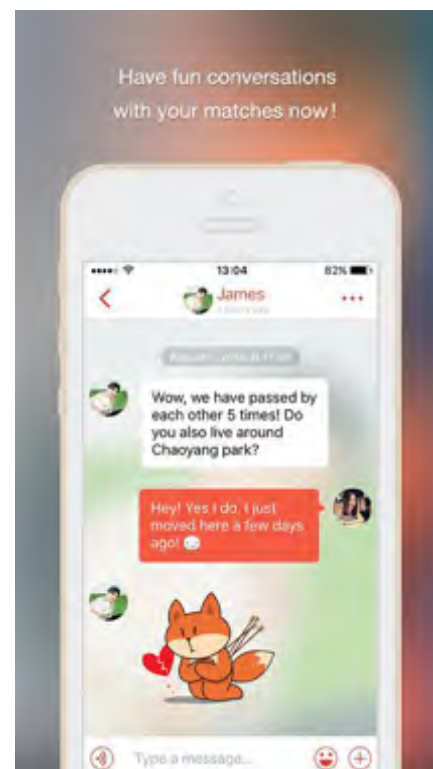 Have fun conversations
with your matches now!
13:04
82%
James
Wow, we have passed by
each other 5 times! Do
you also live around
Chaoyang park?
Hey! Yes I do. I just
moved here a few days
ago!
Type a message...